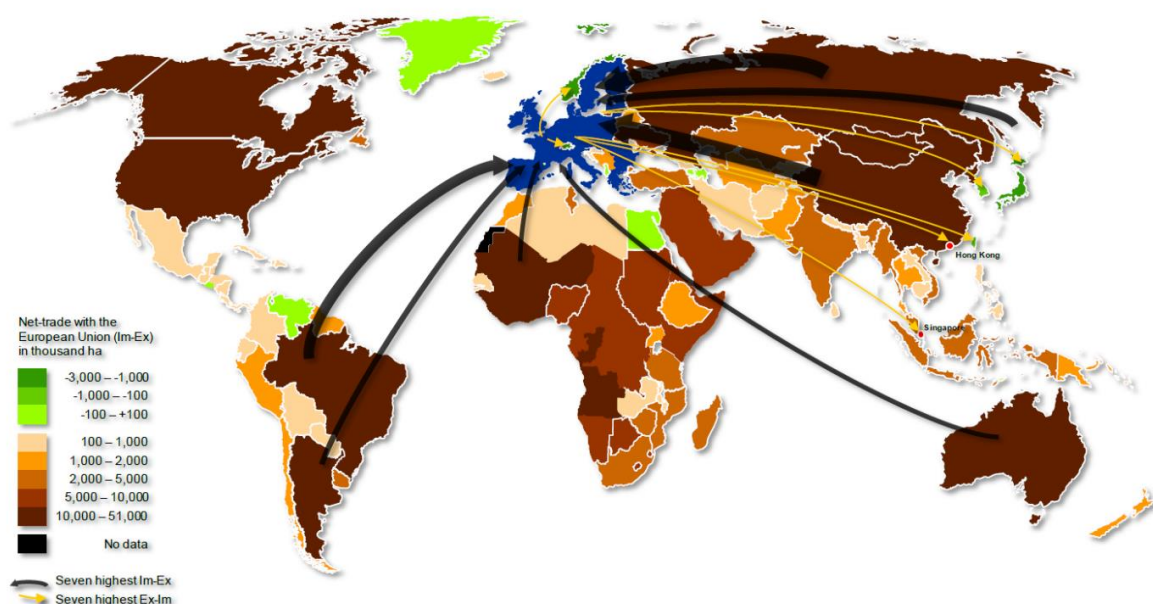 Hong Kong
Singapore
Net-trade with the
European Union (Im-Ex)
in thousand ha
-3,000 – -1,000
-1,000 – -100
-100 – +100
100 – 1,000
1,000 – 2,000
2,000 – 5,000
5,000 – 10,000
10,000 – 51,000
No data
Seven highest Im-Ex
Seven highest Ex-Im